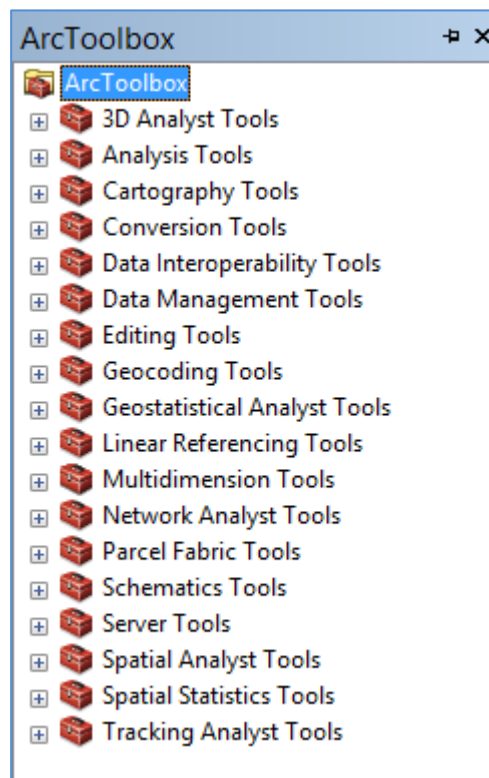 ArcToolbox
ArcToolbox
3D Analyst Tools
Analysis Tools
Cartography Tools
Conversion Tools
Data Interoperability Tools
Data Management Tools
Editing Tools
Geocoding Tools
Geostatistical Analyst Tools
Linear Referencing Tools
Multidimension Tools
Network Analyst Tools
Parcel Fabric Tools
Schematics Tools
Server Tools
Spatial Analyst Tools
Spatial Statistics Tools
Tracking Analyst Tools